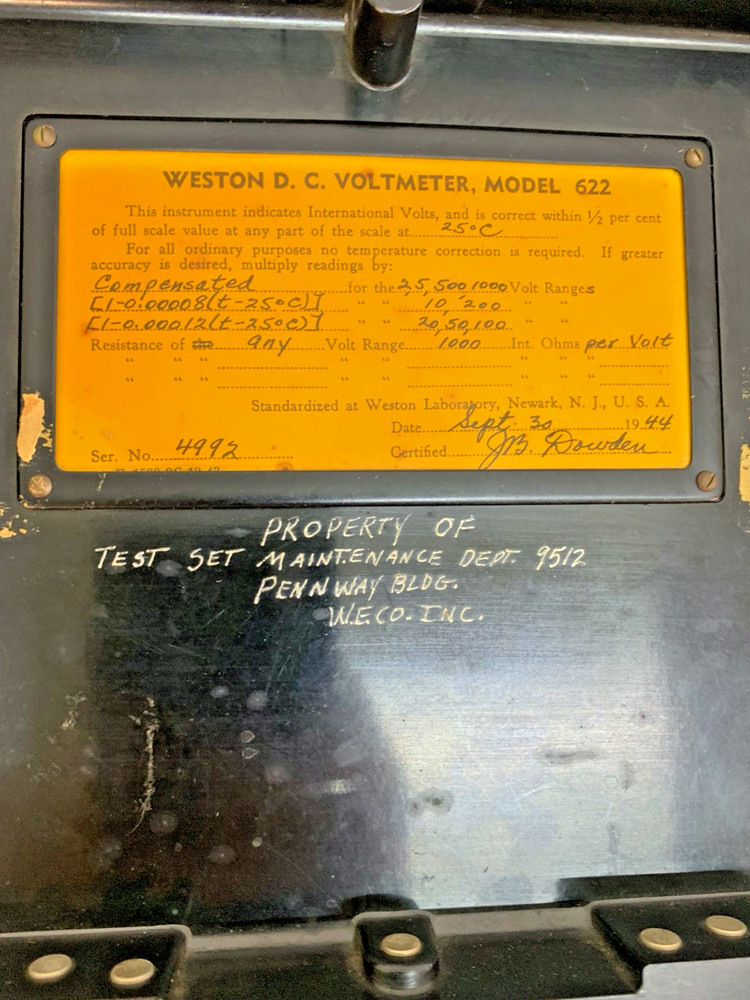 WESTON D. C. VOLTMETER, MODEL 622
This instrument indicates International Volts, and is correct within 1/2 per cent
of full scale value at any part of the scale at 25°C
For all ordinary purposes no temperature correction is required. If greater
accuracy is desired, multiply readings by:
Compensated for the 25,500 1000 Volt Ranges
[1-0.00008(t-25°C)] " " 10, 200 " "
[1-0.00012(t-25°C)] " " 20,50,100 " "
Resistance of the any Volt Range 1000 Int. Ohms per Volt
" " " " " " "
" " " " " " "
Standardized at Weston Laboratory, Newark, N. J., U. S. A.
Date Sept. 30 1944
Ser. No. 4992 Certified JB. Dowden
PROPERTY OF
TEST SET MAINTENANCE DEPT. 9512
PENNWAY BLDG.
W.E.CO. INC.